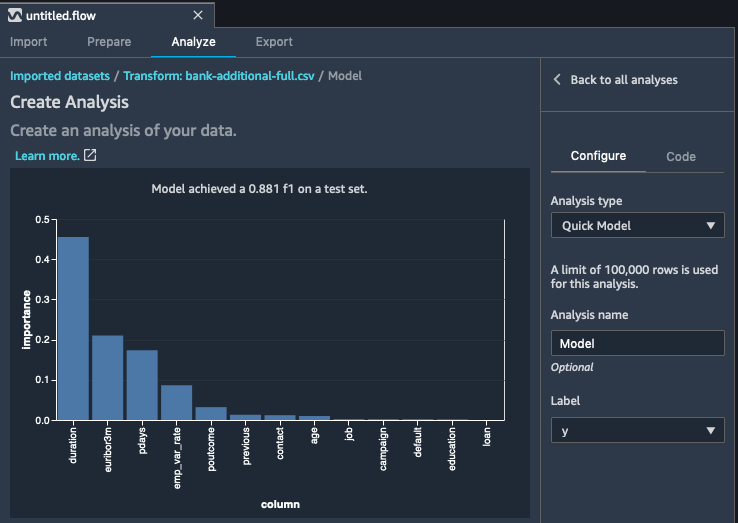 untitled.flow
Import Prepare Analyze Export
Imported datasets / Transform: bank-additional-full.csv / Model
Create Analysis
Create an analysis of your data.
Learn more.
Model achieved a 0.881 f1 on a test set.
importance
0.5
0.4
0.3
0.2
0.1
0.0
duration
euribor3m
pdays
emp_var_rate
poutcome
previous
contact
age
job
campaign
default
education
loan
column
Back to all analyses
Configure Code
Analysis type
Quick Model
A limit of 100,000 rows is used
for this analysis.
Analysis name
Model
Optional
Label
y